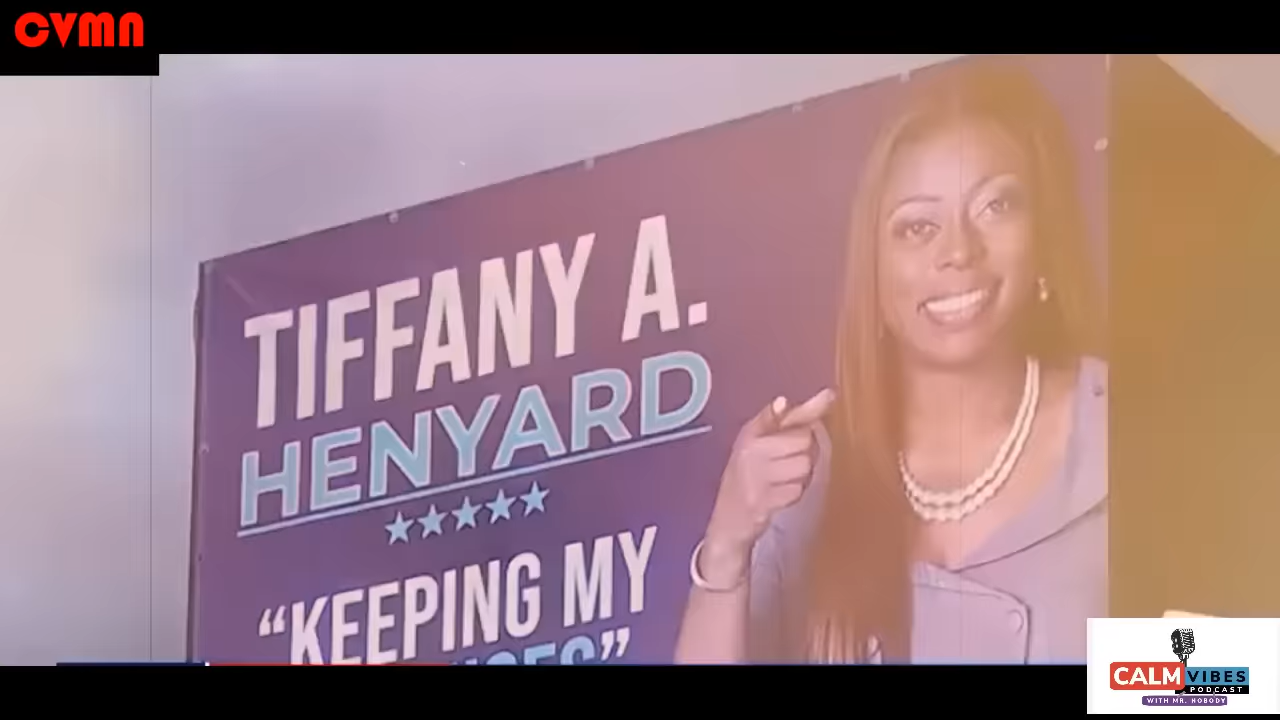 CVMN
TIFFANY A.
HENYARD
“KEEPING MY
CALM VIBES
PODCAST
WITH MR. NOBODY